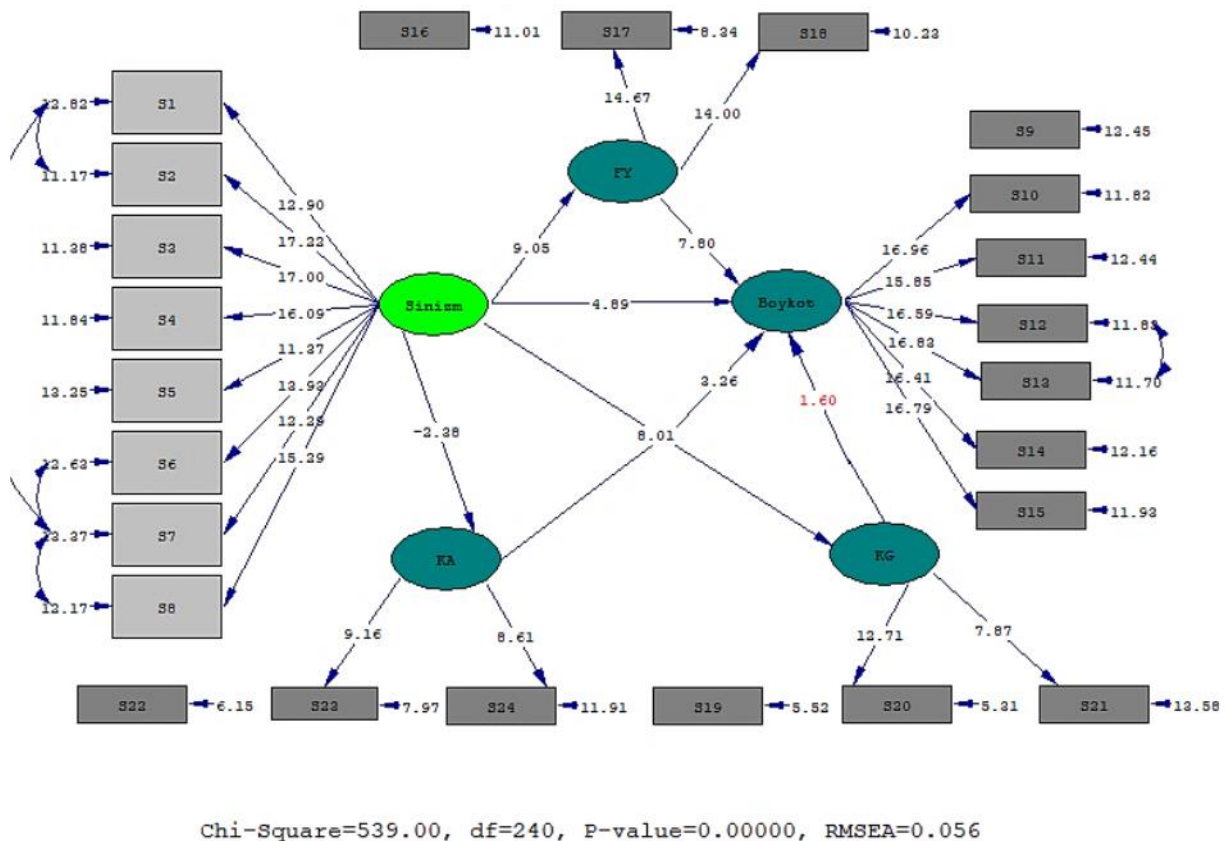 S16 11.01 S17 8.34 S18 10.23
12.82 S1
14.67 14.00
S9 12.45
11.17 S2
FY
S10 11.82
12.90
17.22
11.38 S3
17.00
9.05 7.80
16.96
S11 12.44
15.85
Sinism 4.89 Boykot
11.84 S4
16.09
16.59
S12 11.83
11.37
16.83
13.25 S5
13.93
3.26
1.60
16.41
S13 11.70
16.79
12.29
-2.38 8.01
12.62 S6
15.29
S14 12.16
S15 11.93
13.37 S7
KA KG
12.17 S8
9.16 8.61 12.71 7.87
S22 6.15 S23 7.97 S24 11.91 S19 5.52 S20 5.31 S21 13.58
Chi-Square=539.00, df=240, P-value=0.00000, RMSEA=0.056